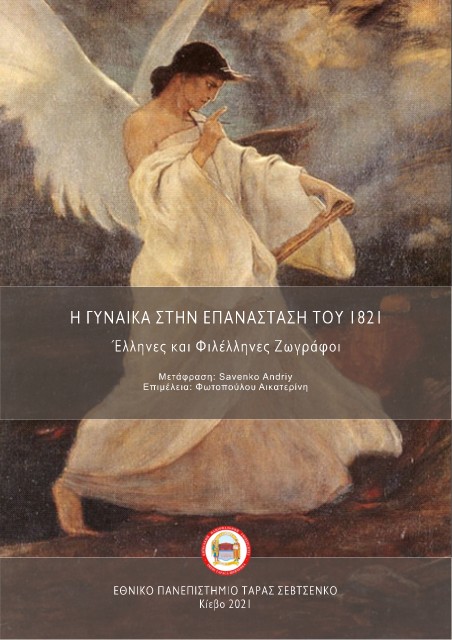 Η ΓΥΝΑΙΚΑ ΣΤΗΝ ΕΠΑΝΑΣΤΑΣΗ ΤΟΥ 1821
Έλληνες και Φιλέλληνες Ζωγράφοι
Μετάφραση: Savenko Andriy
Επιμέλεια: Φωτοπούλου Αικατερίνη
ΕΘΝΙΚΟ ΠΑΝΕΠΙΣΤΗΜΙΟ ΤΑΡΑΣ ΣΕΒΤΣΕΝΚΟ
Κίεβο 2021